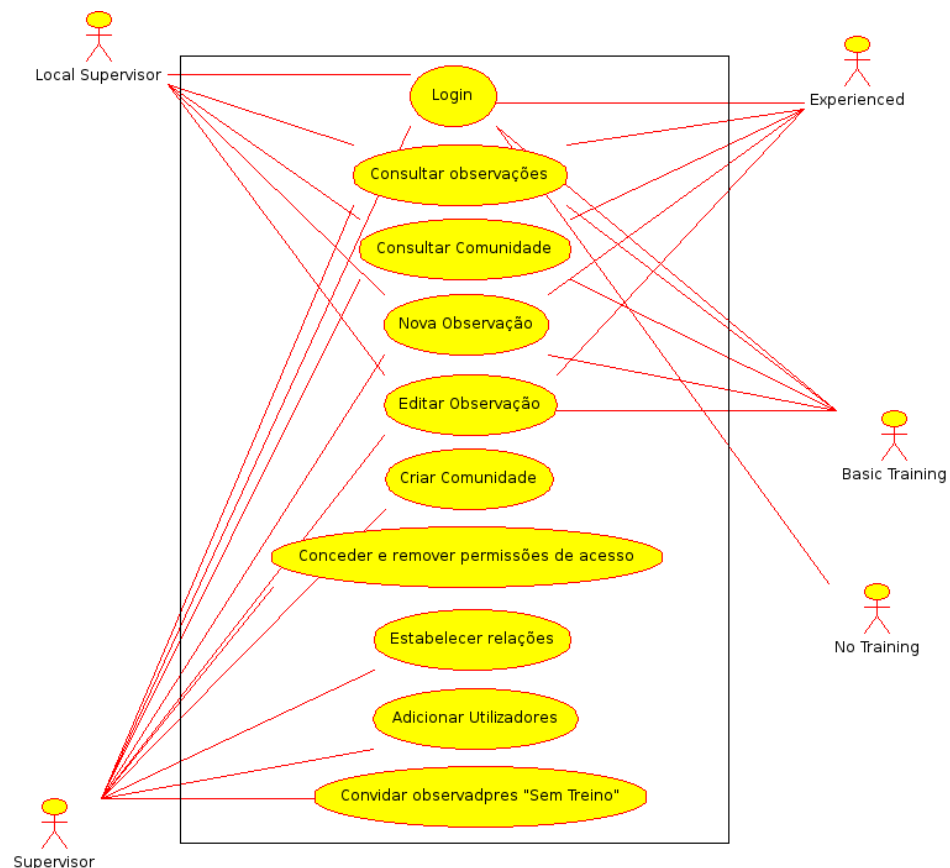 Local Supervisor
Experienced
Login
Consultar observações
Consultar Comunidade
Nova Observação
Editar Observação
Basic Training
Criar Comunidade
Conceder e remover permissões de acesso
Estabelecer relações
No Training
Adicionar Utilizadores
Convidar observadpres "Sem Treino"
Supervisor